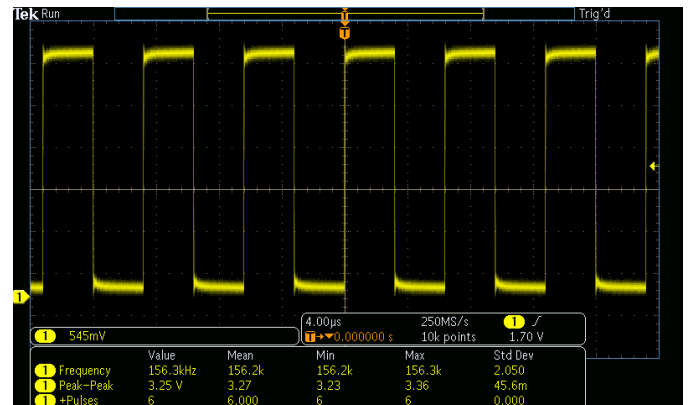 Tek Run Trig'd
T
T
1
1 545mV
4.00µs 250MS/s 1 ʃ
T→▼0.000000 s 10k points 1.70 V
Value Mean Min Max Std Dev
1 Frequency 156.3kHz 156.2k 156.2k 156.3k 2.050
1 Peak-Peak 3.25 V 3.27 3.23 3.36 45.6m
1 +Pulses 6 6.000 6 6 0.000